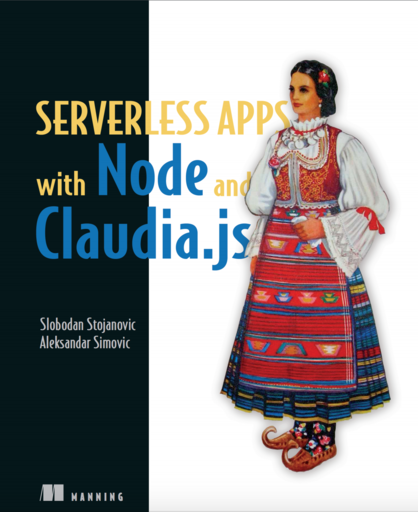 SERVERLESS APPS
with Node and
Claudia.js
Slobodan Stojanovic
Aleksandar Simovic
MANNING